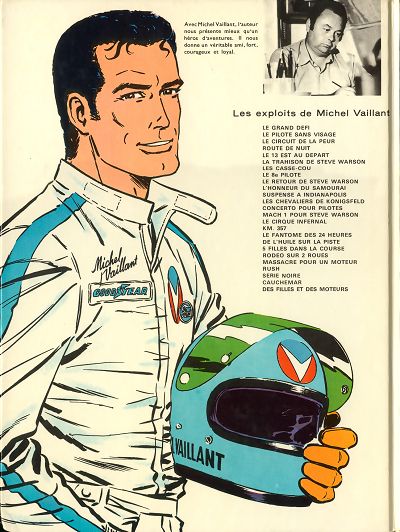 Avec Michel Vaillant, l'auteur
nous présente mieux qu'un
héros d'aventures. Il nous
donne un véritable ami, fort,
courageux et loyal.
Les exploits de Michel Vaillant
LE GRAND DEFI
LE PILOTE SANS VISAGE
LE CIRCUIT DE LA PEUR
ROUTE DE NUIT
LE 13 EST AU DEPART
LA TRAHISON DE STEVE WARSON
LES CASSE-COU
LE 8e PILOTE
LE RETOUR DE STEVE WARSON
L'HONNEUR DU SAMOURAI
SUSPENSE A INDIANAPOLIS
LES CHEVALIERS DE KONIGSFELD
CONCERTO POUR PILOTES
MACH 1 POUR STEVE WARSON
LE CIRQUE INFERNAL
KM. 357
LE FANTOME DES 24 HEURES
DE L'HUILE SUR LA PISTE
5 FILLES DANS LA COURSE
RODEO SUR 2 ROUES
MASSACRE POUR UN MOTEUR
RUSH
SERIE NOIRE
CAUCHEMAR
DES FILLES ET DES MOTEURS
Michel
Vaillant
GOODYEAR
VAILLANT